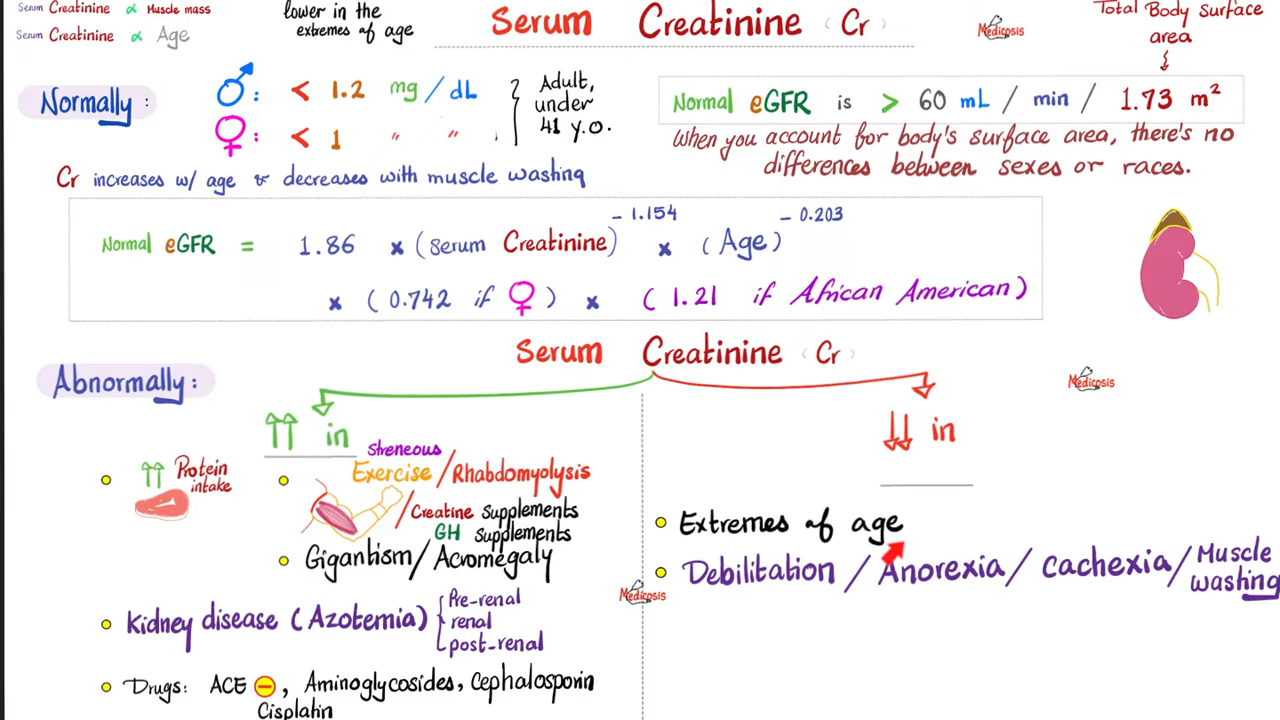 Serum Creatinine ∝ Muscle mass
Serum Creatinine ∝ Age
lower in the
extremes of age
Serum Creatinine (Cr)
Medicosis
Total Body Surface
area
Normally:
♂: < 1.2 mg/dL
♀: < 1 " "
Adult,
under
41 y.o.
Normal eGFR is > 60 mL / min / 1.73 m²
When you account for body's surface area, there's no
differences between sexes or races.
Cr increases w/ age & decreases with muscle washing
Normal eGFR = 1.86 x (serum Creatinine)^-1.154 x (Age)^-0.203
x (0.742 if ♀) x (1.21 if African American)
Serum Creatinine (Cr)
Abnormally:
Medicosis
↑↑ in
↑↑ Protein
intake
Streneous
Exercise / Rhabdomyolysis
/ Creatine Supplements
GH Supplements
Gigantism / Acromegaly
Kidney disease (Azotemia)
Pre-renal
renal
post-renal
Drugs: ACE ⊖, Aminoglycosides, Cephalosporin
Cisplatin
↓↓ in
Extremes of age
Debilitation / Anorexia / Cachexia / Muscle
washing
Medicosis